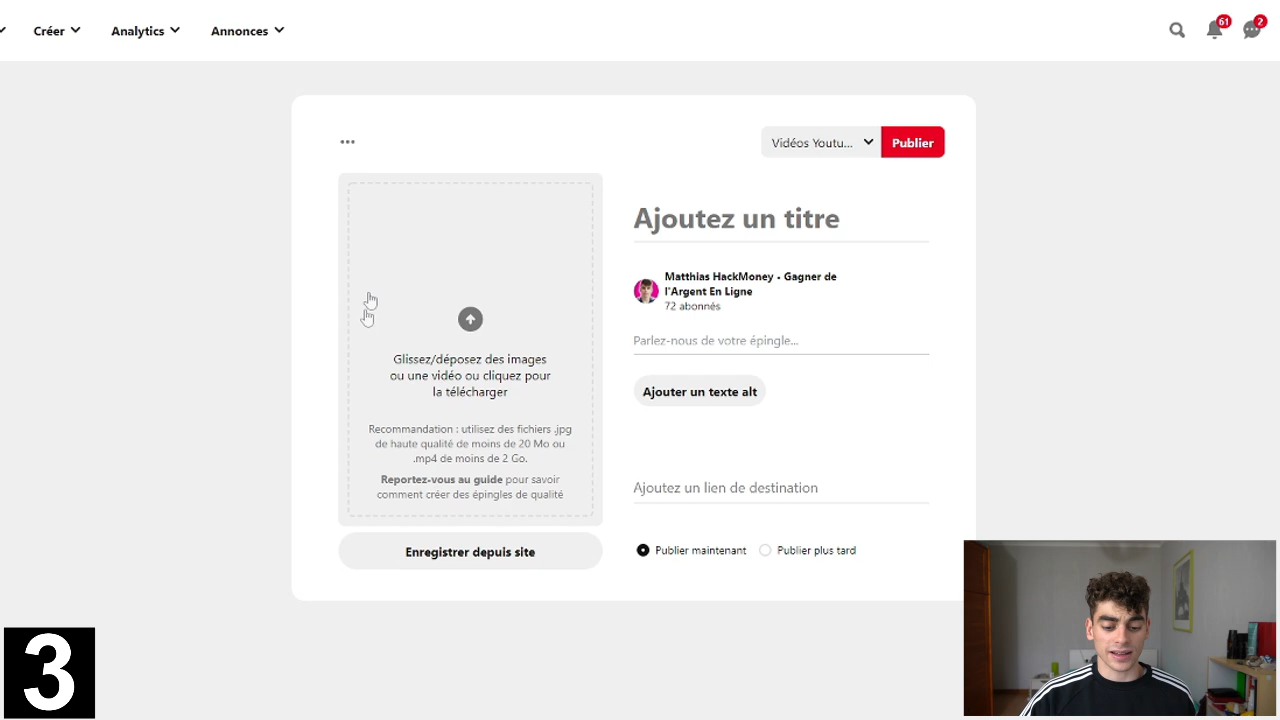 Créer
Analytics
Annonces
61
2
Vidéos Youtu...
Publier
Ajoutez un titre
Matthias HackMoney - Gagner de
l'Argent En Ligne
72 abonnés
Parlez-nous de votre épingle...
Ajouter un texte alt
Glissez/déposez des images
ou une vidéo ou cliquez pour
la télécharger
Recommandation : utilisez des fichiers .jpg
de haute qualité de moins de 20 Mo ou
.mp4 de moins de 2 Go.
Reportez-vous au guide pour savoir
comment créer des épingles de qualité
Ajoutez un lien de destination
Enregistrer depuis site
Publier maintenant
Publier plus tard
3